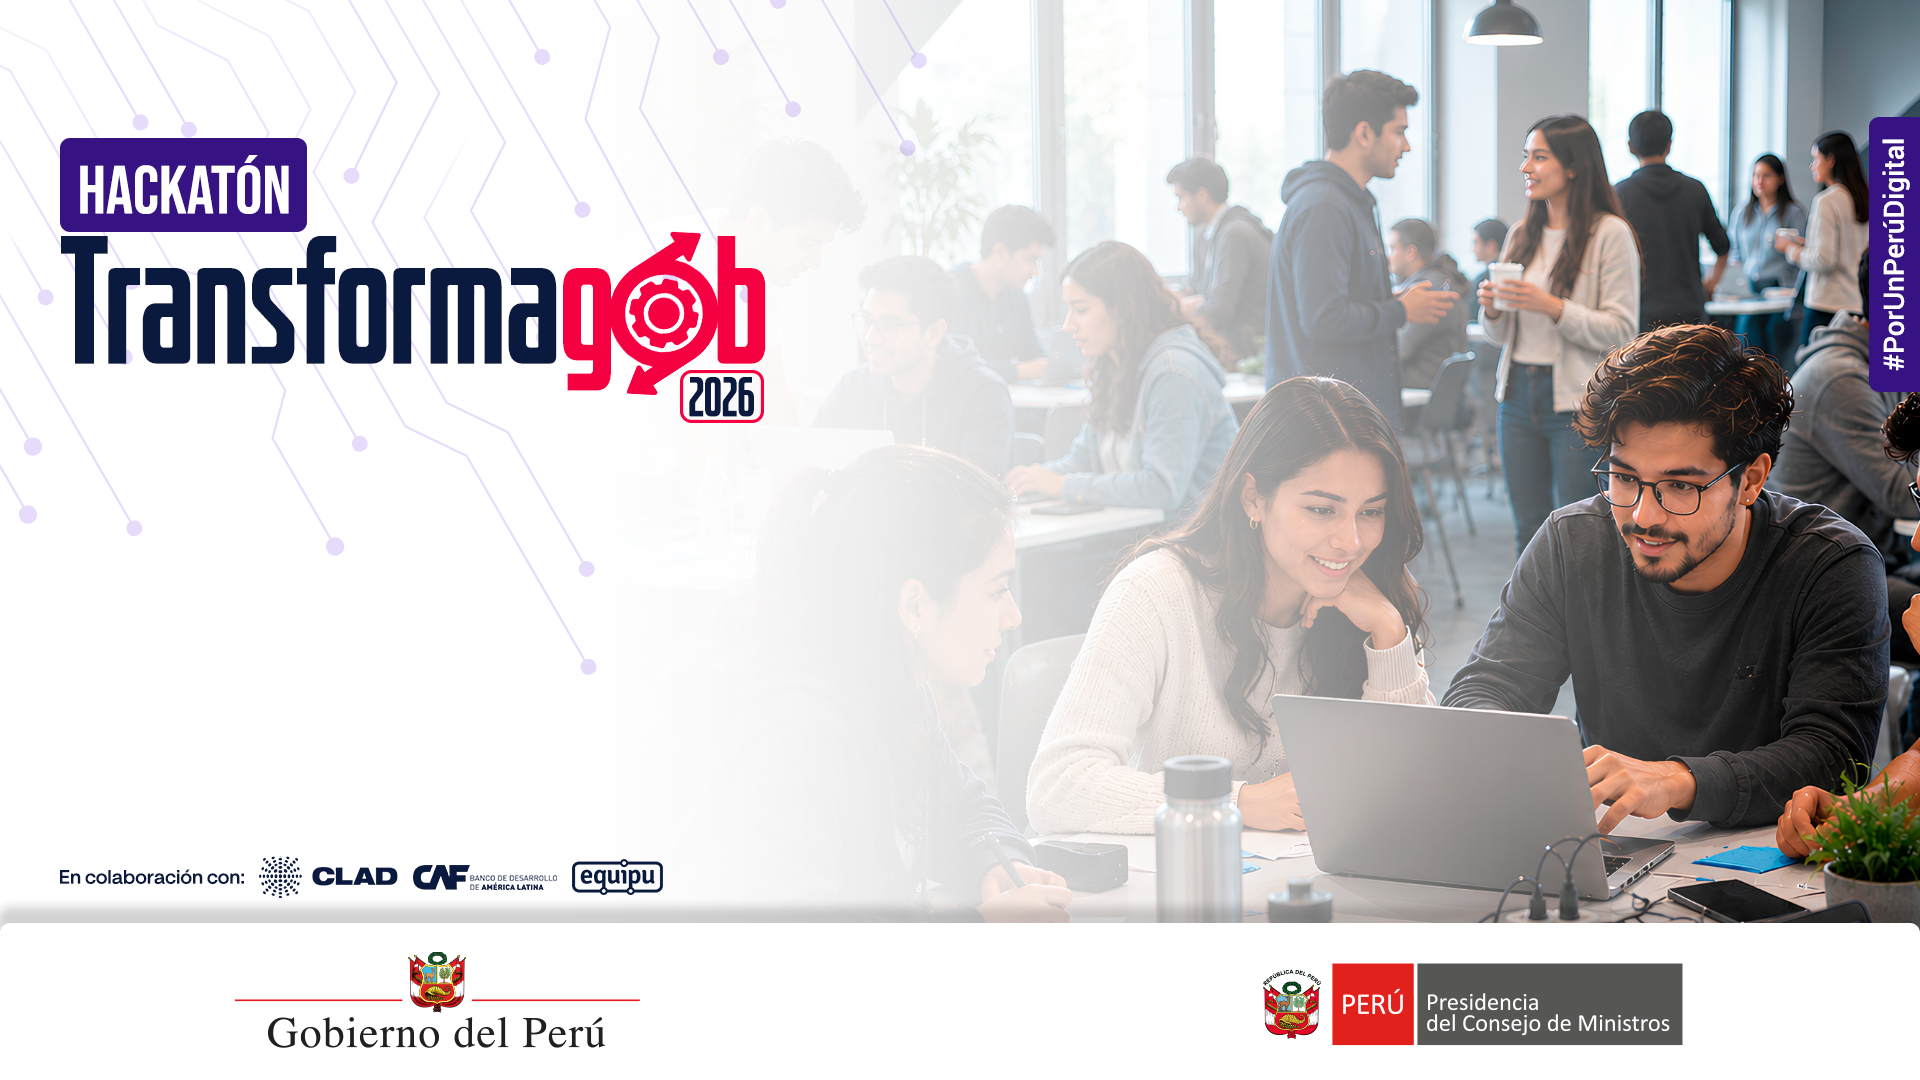 HACKATÓN
Transformagob
2026
#PorUnPerúDigital
En colaboración con:
CLAD
CAF
BANCO DE DESARROLLO
DE AMÉRICA LATINA
equipu
Gobierno del Perú
REPÚBLICA DEL PERÚ
PERÚ
Presidencia
del Consejo de Ministros